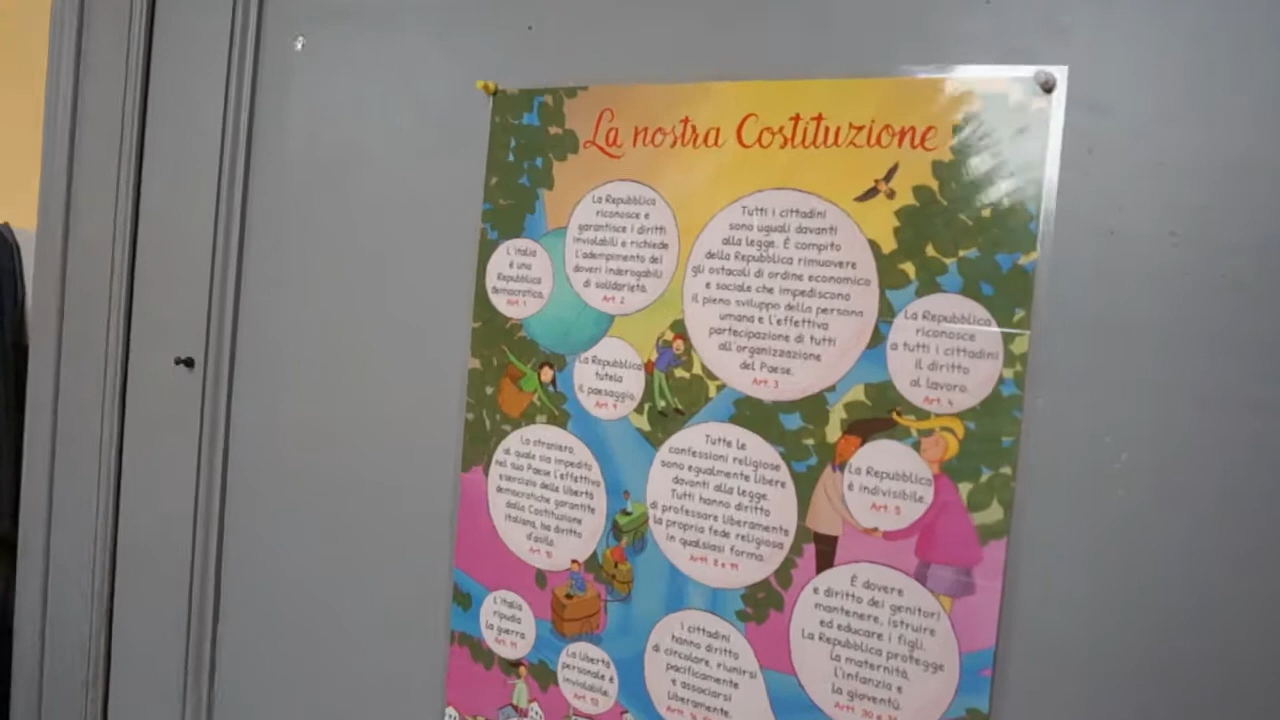 La nostra Costituzione
L'Italia
è una
Repubblica
democratica.
Art. 1
La Repubblica
riconosce e
garantisce i diritti
inviolabili e richiede
l'adempimento dei
doveri inderogabili
di solidarietà.
Art. 2
Tutti i cittadini
sono uguali davanti
alla legge. È compito
della Repubblica rimuovere
gli ostacoli di ordine economico
e sociale che impediscono
il pieno sviluppo della persona
umana e l'effettiva
partecipazione di tutti
all'organizzazione
del Paese.
Art. 3
La Repubblica
riconosce
a tutti i cittadini
il diritto
al lavoro.
Art. 4
La Repubblica
tutela
il paesaggio.
Art. 9
Lo straniero,
al quale sia impedito
nel suo Paese l'effettivo
esercizio delle libertà
democratiche garantite
dalla Costituzione
italiana, ha diritto
d'asilo.
Art. 10
Tutte le
confessioni religiose
sono egualmente libere
davanti alla legge.
Tutti hanno diritto
di professare liberamente
la propria fede religiosa
in qualsiasi forma.
Artt. 8 e 19
La Repubblica
è indivisibile.
Art. 5
L'Italia
ripudia
la guerra.
Art. 11
La libertà
personale è
inviolabile.
Art. 13
I cittadini
hanno diritto
di circolare, riunirsi
pacificamente
e associarsi
liberamente.
Artt. 16,
È dovere
e diritto dei genitori
mantenere, istruire
ed educare i figli.
La Repubblica protegge
la maternità,
l'infanzia e
la gioventù.
Artt. 30 e 31